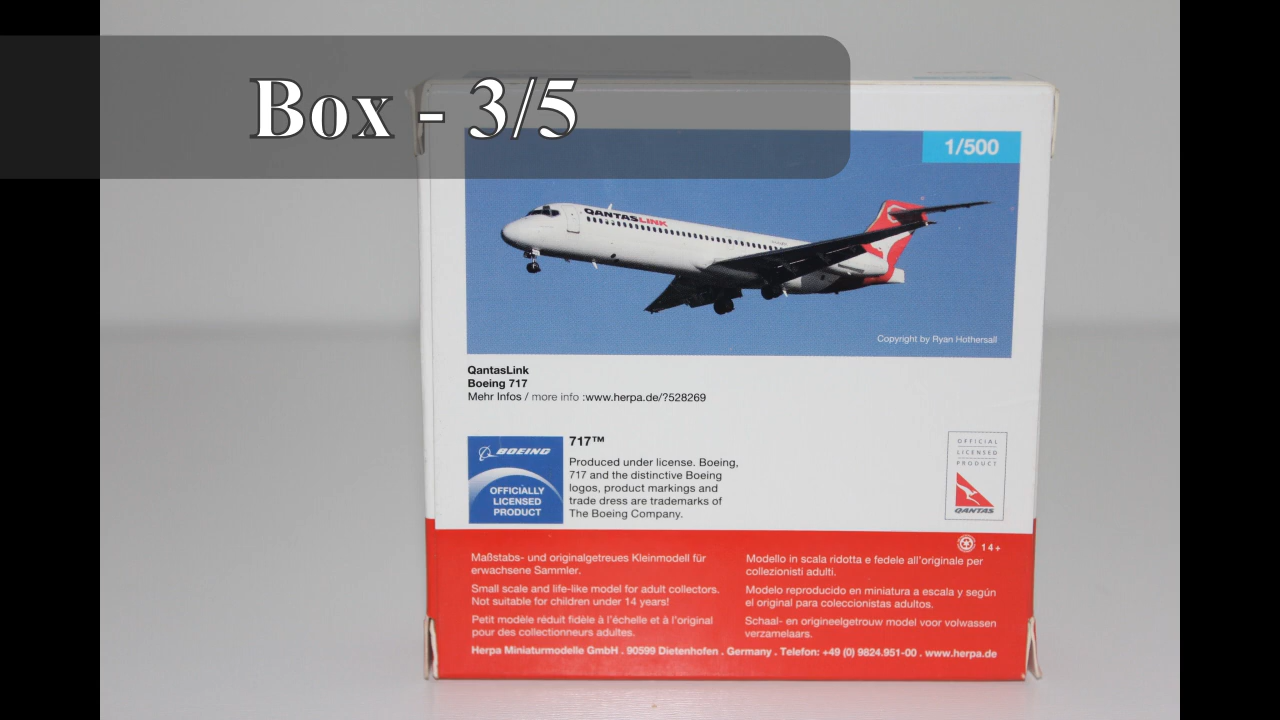 Box - 3/5
1/500
QANTASLINK
Copyright by Ryan Hothersall
QantasLink
Boeing 717
Mehr Infos / more info :www.herpa.de/?528269
BOEING
OFFICIALLY
LICENSED
PRODUCT
717™
Produced under license. Boeing,
717 and the distinctive Boeing
logos, product markings and
trade dress are trademarks of
The Boeing Company.
OFFICIAL
LICENSED
PRODUCT
QANTAS
14+
Maßstabs- und originalgetreues Kleinmodell für
erwachsene Sammler.
Small scale and life-like model for adult collectors.
Not suitable for children under 14 years!
Petit modèle réduit fidèle à l'échelle et à l'original
pour des collectionneurs adultes.
Modello in scala ridotta e fedele all'originale per
collezionisti adulti.
Modelo reproducido en miniatura a escala y según
el original para coleccionistas adultos.
Schaal- en origineelgetrouw model voor volwassen
verzamelaars.
Herpa Miniaturmodelle GmbH . 90599 Dietenhofen . Germany . Telefon: +49 (0) 9824.951-00 . www.herpa.de